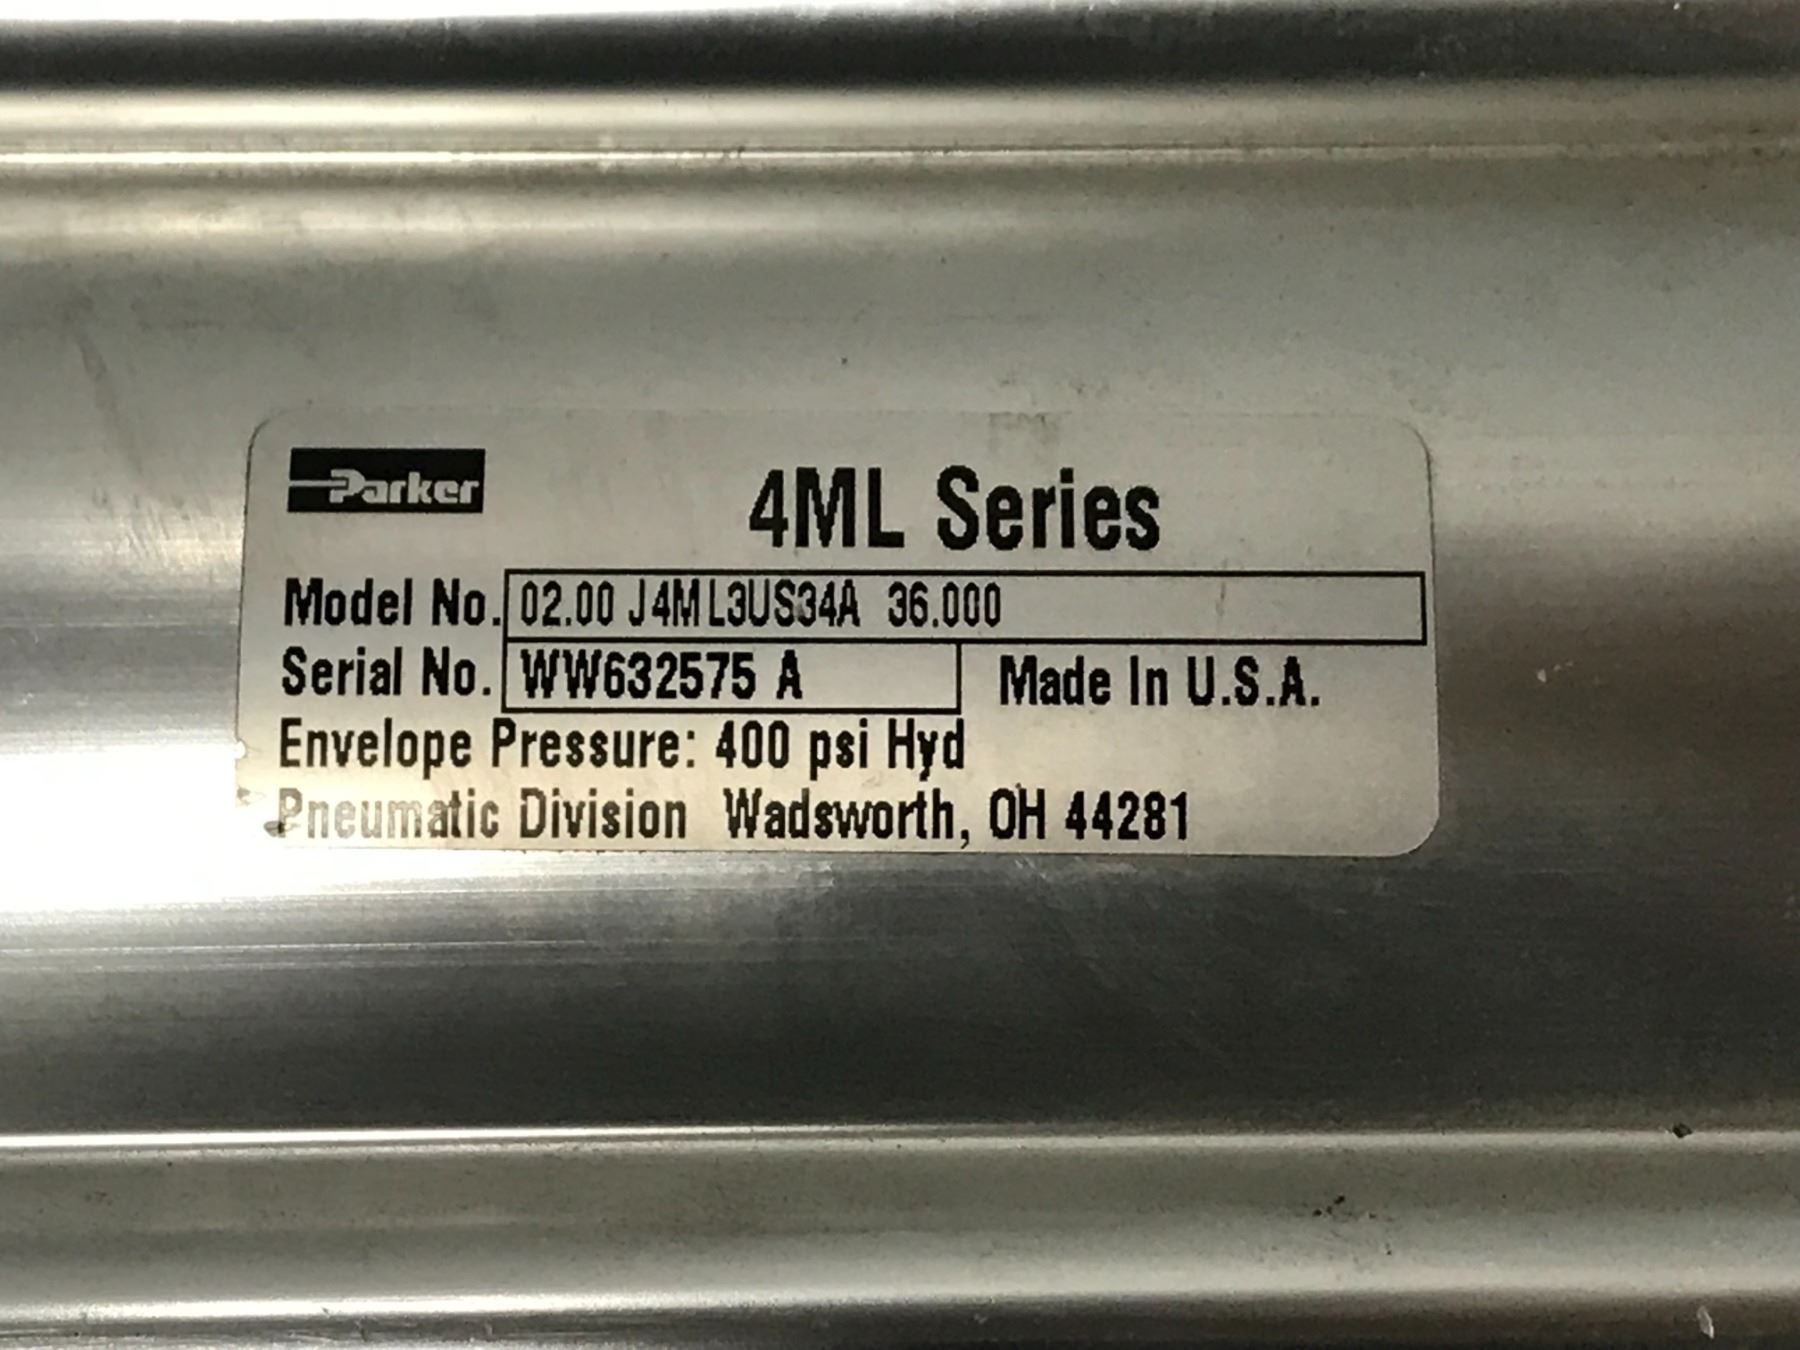 Parker
4ML Series
Model No. 02.00 J4ML3US34A 36.000
Serial No. WW632575 A Made In U.S.A.
Envelope Pressure: 400 psi Hyd
Pneumatic Division Wadsworth, OH 44281